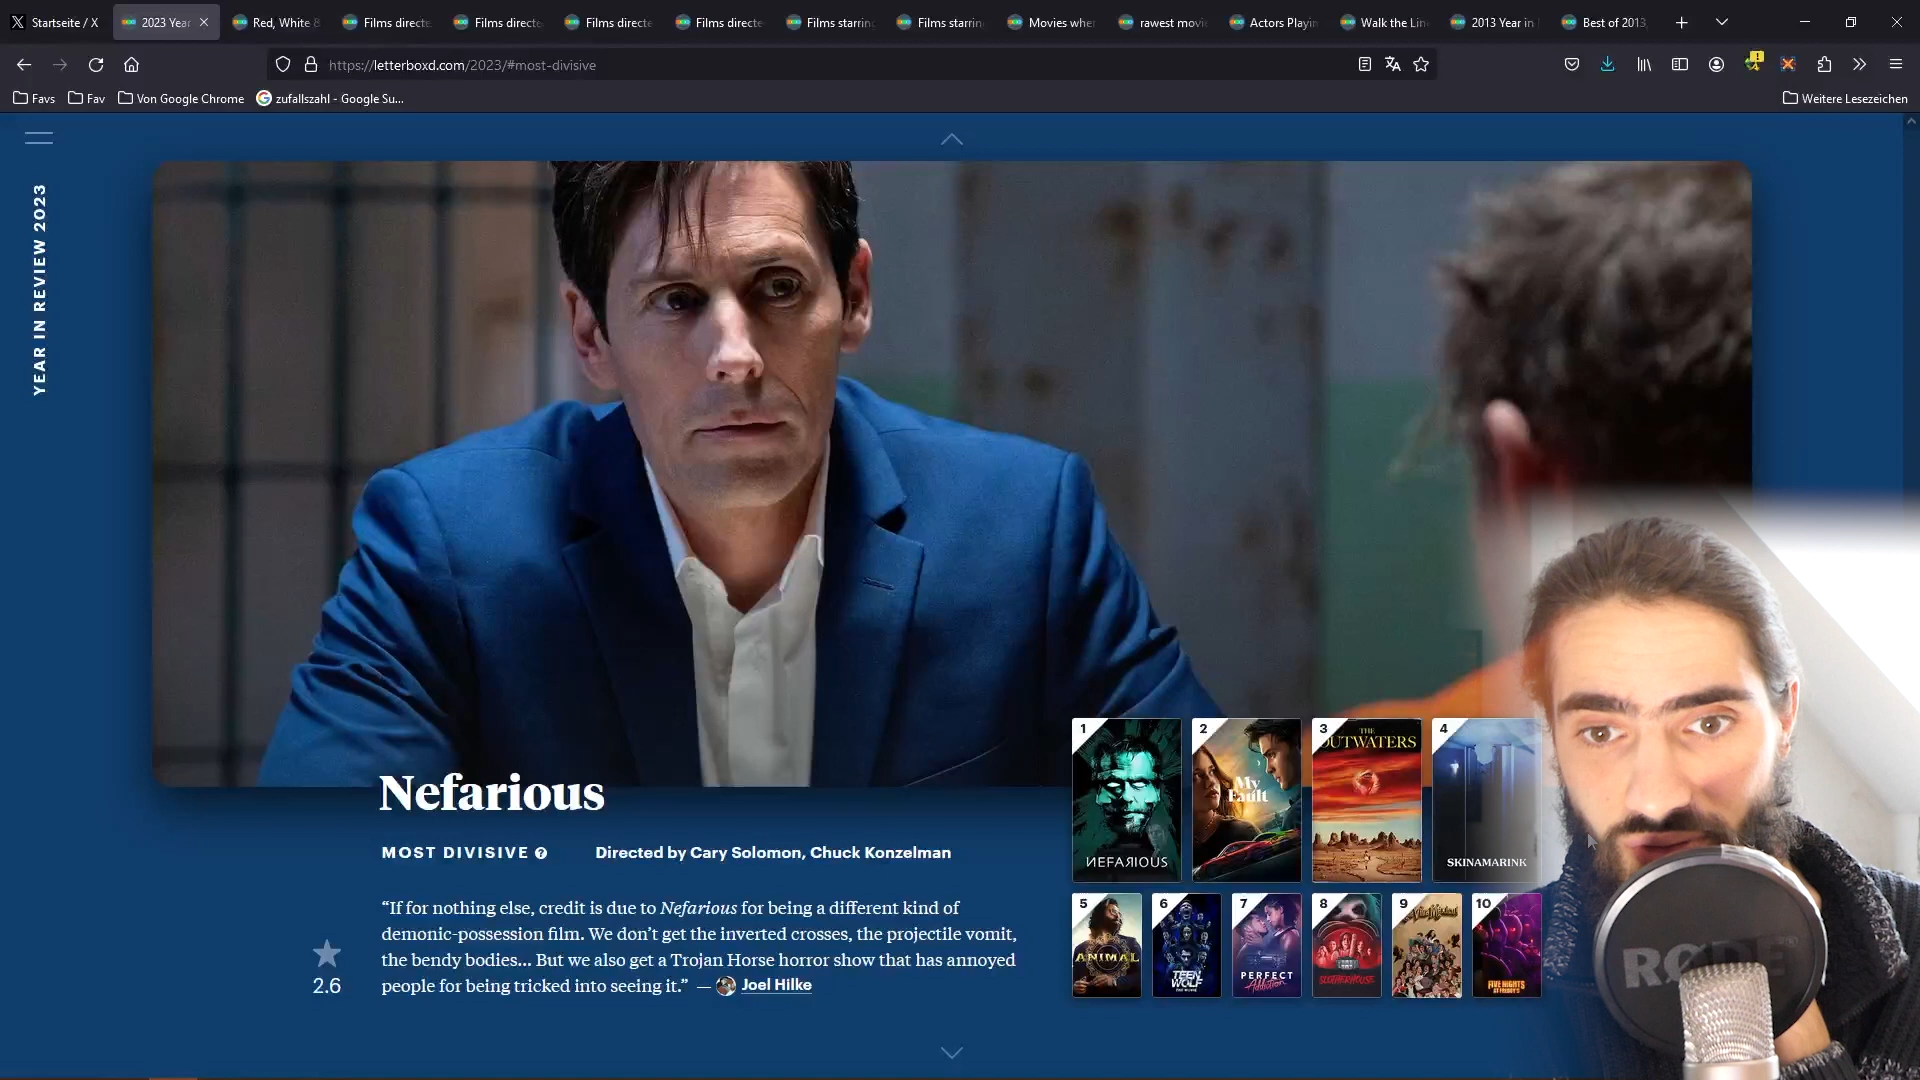 Startseite / X
2023 Year
Red, White &
Films directe
Films directe
Films directe
Films directe
Films starring
Films starrin
Movies wher
rawest movi
Actors Playin
Walk the Lin
2013 Year in
Best of 2013
https://letterboxd.com/2023/#most-divisive
Favs
Fav
Von Google Chrome
zufallszahl - Google Su...
Weitere Lesezeichen
YEAR IN REVIEW 2023
Nefarious
MOST DIVISIVE
Directed by Cary Solomon, Chuck Konzelman
“If for nothing else, credit is due to Nefarious for being a different kind of
demonic-possession film. We don’t get the inverted crosses, the projectile vomit,
the bendy bodies... But we also get a Trojan Horse horror show that has annoyed
people for being tricked into seeing it.” — Joel Hilke
2.6
1
NEFAЯIOUS
2
My
Fault
3
THE
OUTWATERS
4
SKINAMARINK
5
ANIMAL
6
TEEN
WOLF
THE MOVIE
7
PERFECT
Addiction
8
SLOTHERHOUSE
9
10
FIVE NIGHTS
AT FREDDY'S
RØDE